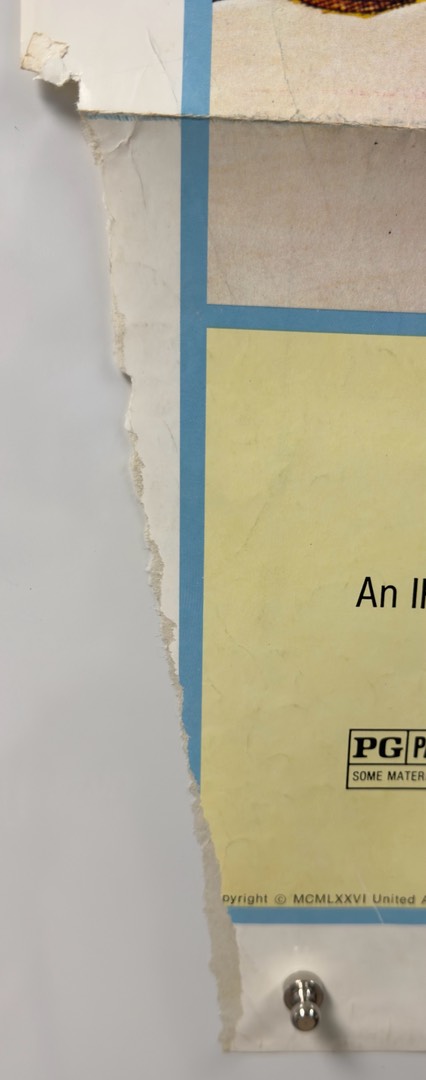 An I
PG P
SOME MATER
pyright © MCMLXXVI United A